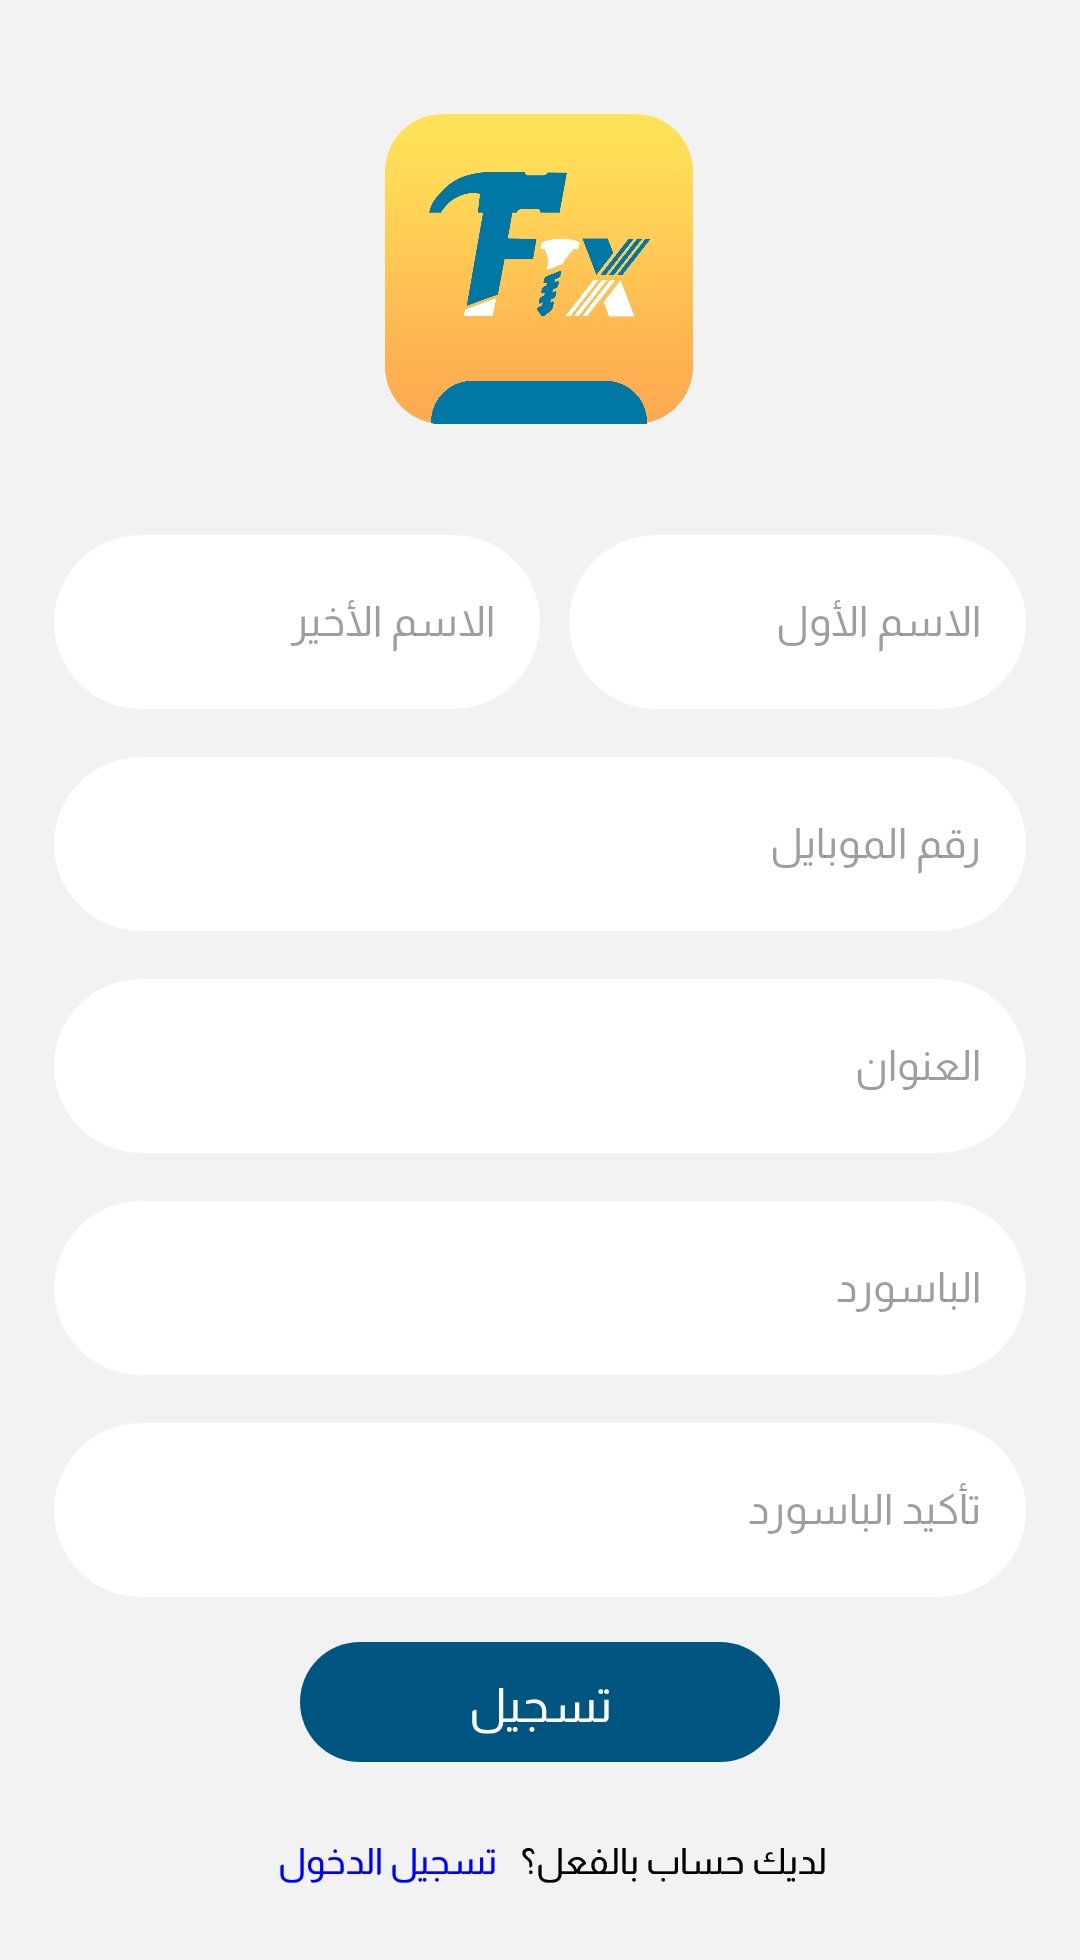 Fix
الاسم الأول
الاسم الأخير
رقم الموبايل
العنوان
الباسورد
تأكيد الباسورد
تسجيل
لديك حساب بالفعل؟ تسجيل الدخول